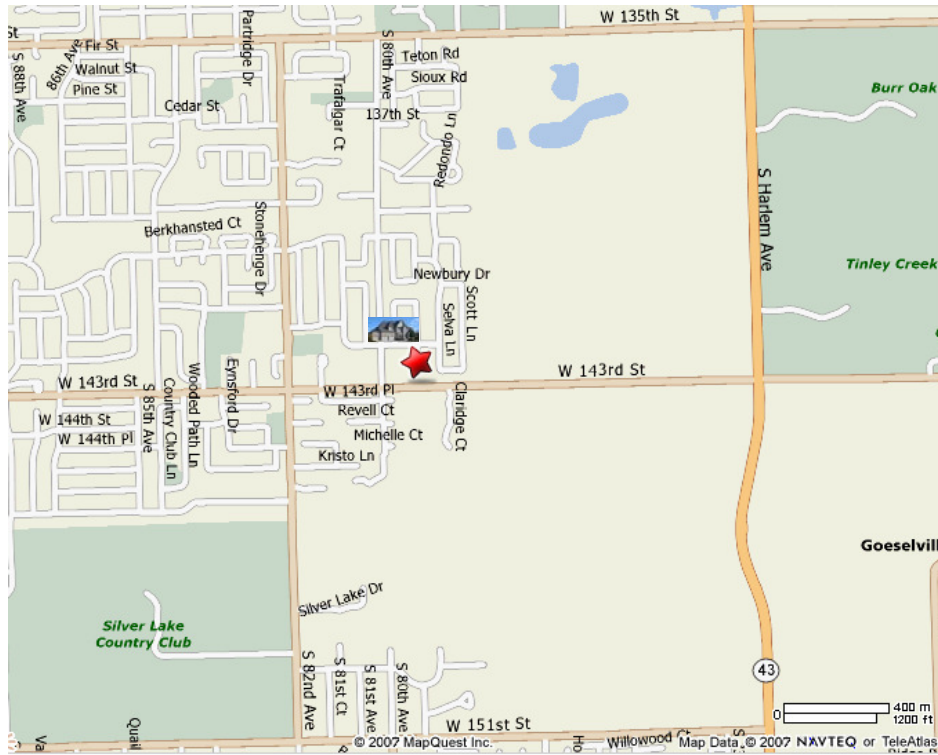 W 135th St
St
Fir St
86th Ave
S 88th Ave
Walnut St
Pine St
Partridge Dr
Cedar St
Trafalgar Ct
S 80th Ave
Teton Rd
Sioux Rd
137th St
Redondo Ln
Burr Oak
S Harlem Ave
Tinley Creek
Berkhansted Ct
Stonehenge Dr
Newbury Dr
Scott Ln
Selva Ln
W 143rd St
W 143rd St
S 85th Ave
Country Club Ln
Wooded Path Ln
Eynsford Dr
W 143rd Pl
Revell Ct
Claridge Ct
W 144th St
W 144th Pl
Michelle Ct
Kristo Ln
Goeselvill
Silver Lake Dr
Silver Lake
Country Club
S 82nd Ave
S 81st Ct
S 81st Ave
S 80th Ave
43
400 m
0
1200 ft
Quail
W 151st St
Willowood Ct
© 2007 MapQuest Inc.
Map Data © 2007 NAVTEQ or TeleAtlas